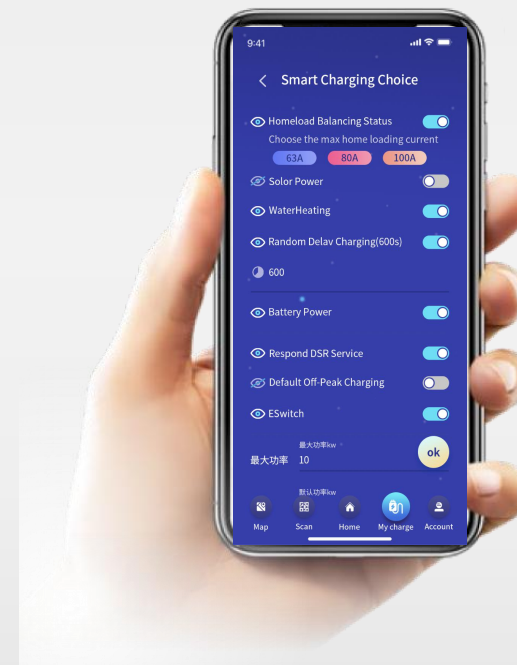 9:41
Smart Charging Choice
Homeload Balancing Status
Choose the max home loading current
63A 80A 100A
Solor Power
WaterHeating
Random Delav Charging(600s)
600
Battery Power
Respond DSR Service
Default Off-Peak Charging
ESwitch
最大功率kw
最大功率 10
ok
默认功率kw
Map Scan Home My charge Account